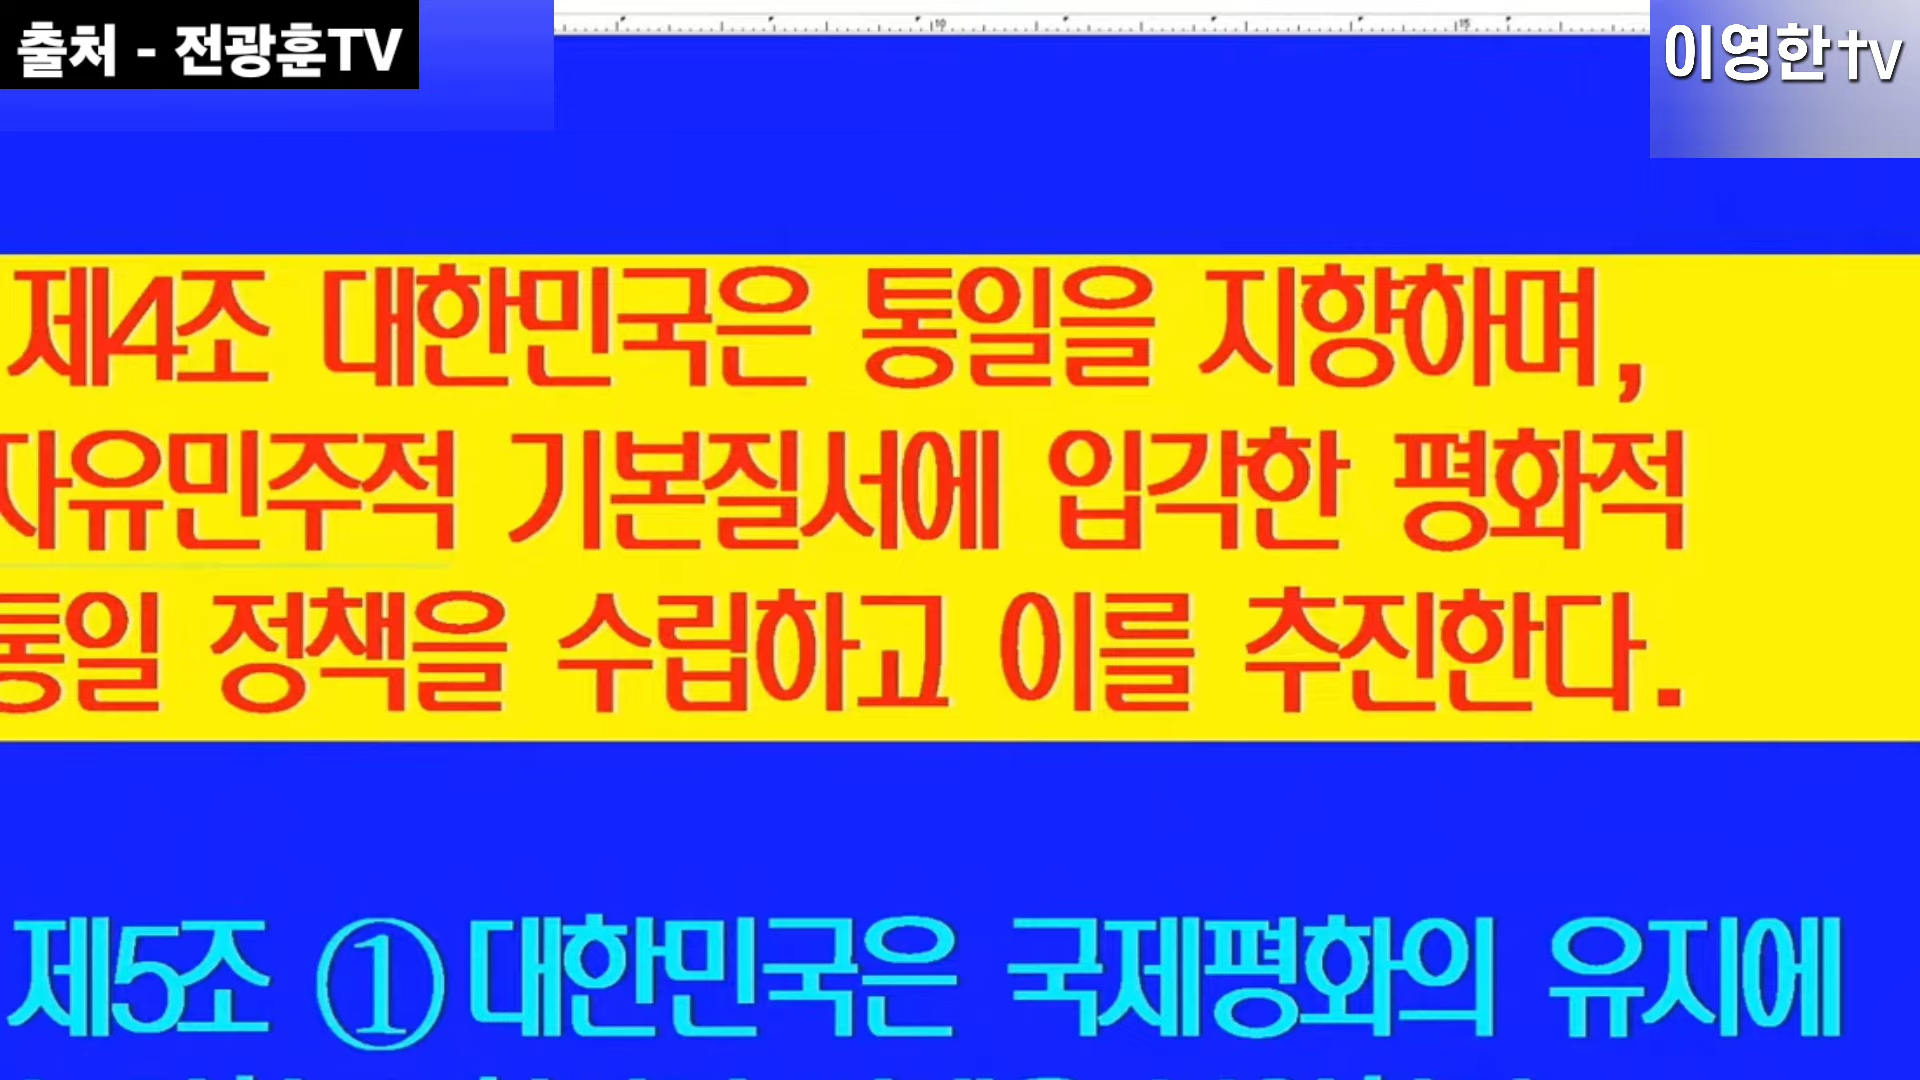 출처 - 전광훈TV
이영한tv
10
15
제4조 대한민국은 통일을 지향하며,
자유민주적 기본질서에 입각한 평화적
통일 정책을 수립하고 이를 추진한다.
제5조 ① 대한민국은 국제평화의 유지에